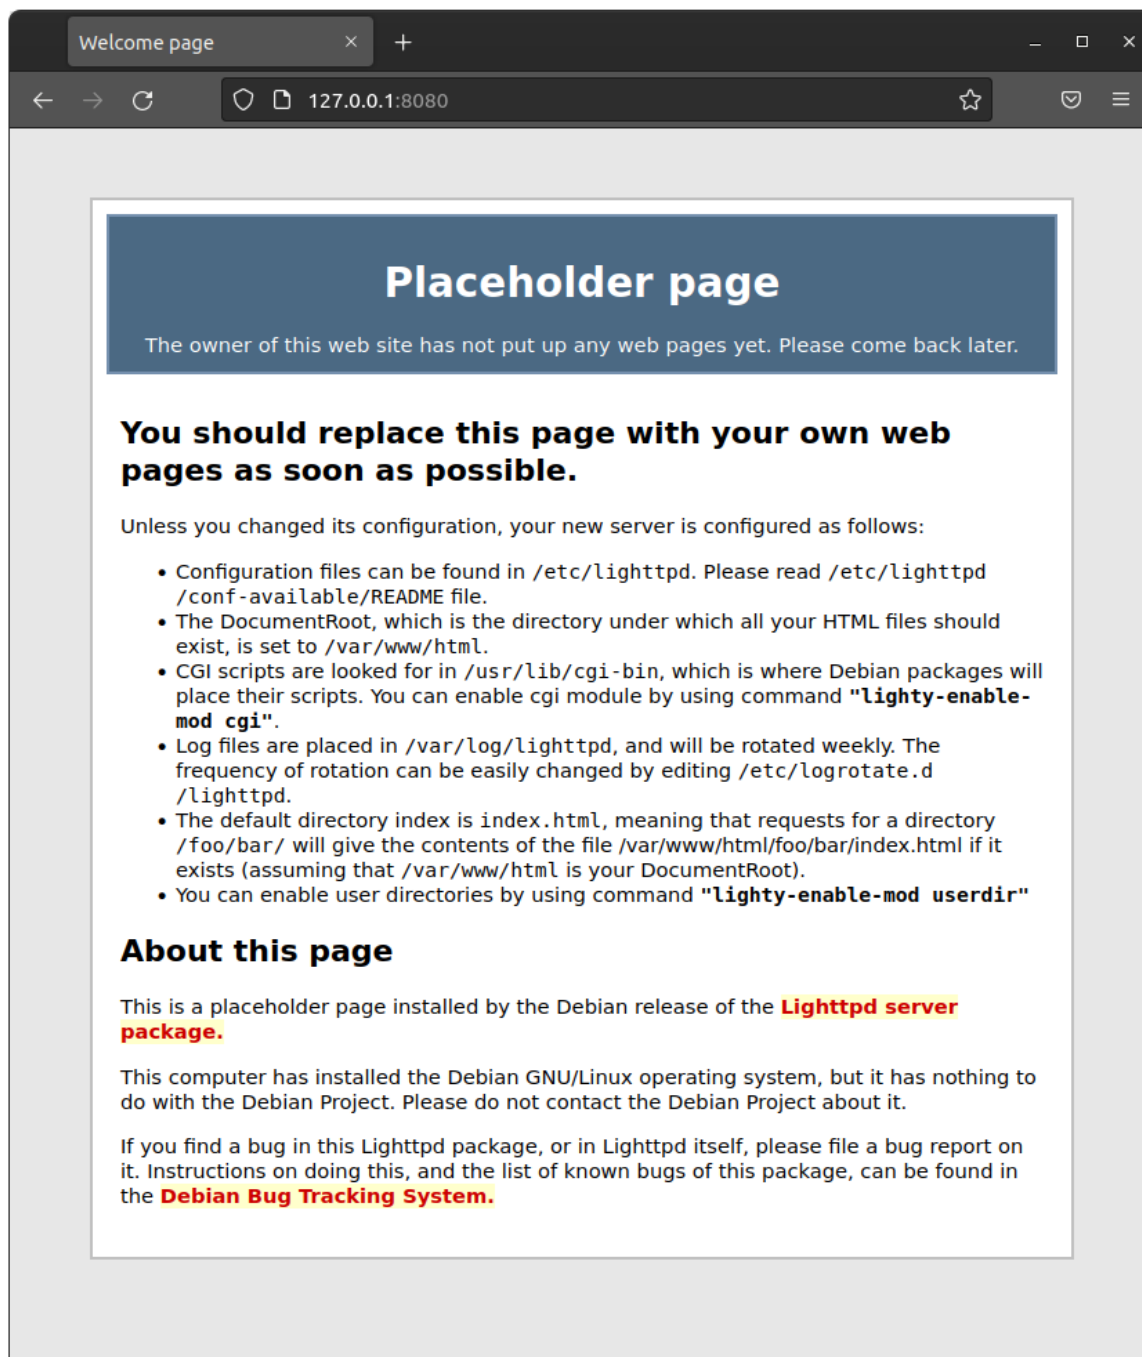 Welcome page
127.0.0.1:8080
Placeholder page
The owner of this web site has not put up any web pages yet. Please come back later.
You should replace this page with your own web
pages as soon as possible.
Unless you changed its configuration, your new server is configured as follows:
• Configuration files can be found in /etc/lighttpd. Please read /etc/lighttpd
/conf-available/README file.
• The DocumentRoot, which is the directory under which all your HTML files should
exist, is set to /var/www/html.
• CGI scripts are looked for in /usr/lib/cgi-bin, which is where Debian packages will
place their scripts. You can enable cgi module by using command "lighty-enable-
mod cgi".
• Log files are placed in /var/log/lighttpd, and will be rotated weekly. The
frequency of rotation can be easily changed by editing /etc/logrotate.d
/lighttpd.
• The default directory index is index.html, meaning that requests for a directory
/foo/bar/ will give the contents of the file /var/www/html/foo/bar/index.html if it
exists (assuming that /var/www/html is your DocumentRoot).
• You can enable user directories by using command "lighty-enable-mod userdir"
About this page
This is a placeholder page installed by the Debian release of the Lighttpd server
package.
This computer has installed the Debian GNU/Linux operating system, but it has nothing to
do with the Debian Project. Please do not contact the Debian Project about it.
If you find a bug in this Lighttpd package, or in Lighttpd itself, please file a bug report on
it. Instructions on doing this, and the list of known bugs of this package, can be found in
the Debian Bug Tracking System.